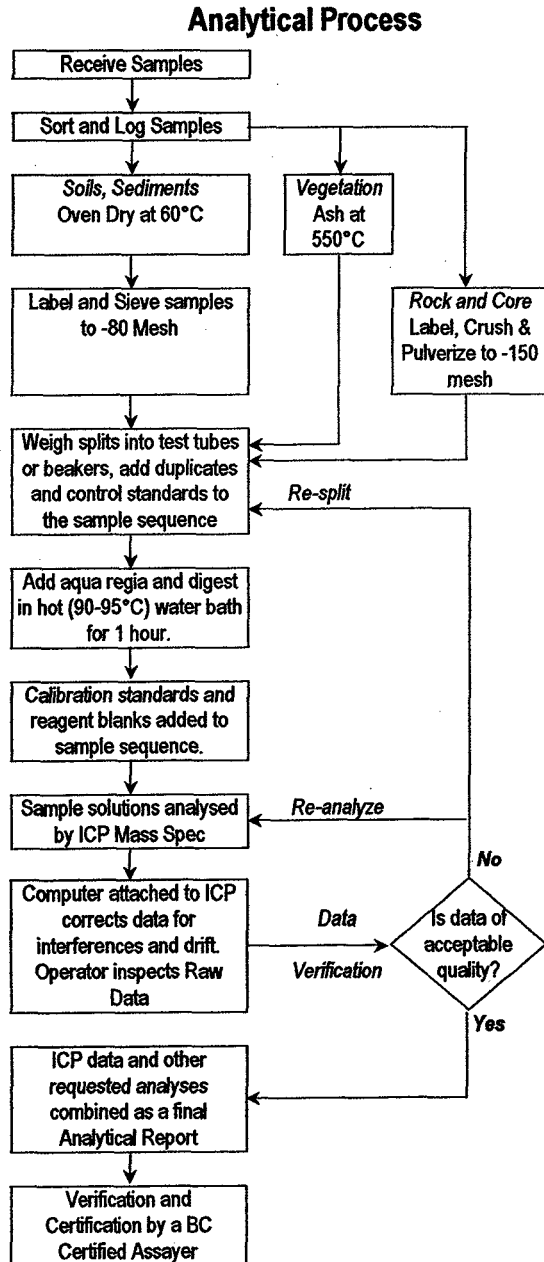 Analytical Process
Receive Samples
Sort and Log Samples
Soils, Sediments
Oven Dry at 60°C
Vegetation
Ash at
550°C
Label and Sieve samples
to -80 Mesh
Rock and Core
Label, Crush &
Pulverize to -150
mesh
Weigh splits into test tubes
or beakers, add duplicates
and control standards to
the sample sequence
Re-split
Add aqua regia and digest
in hot (90-95°C) water bath
for 1 hour.
Calibration standards and
reagent blanks added to
sample sequence.
Sample solutions analysed
by ICP Mass Spec
Re-analyze
No
Computer attached to ICP
corrects data for
interferences and drift.
Operator inspects Raw
Data
Data
Verification
Is data of
acceptable
quality?
Yes
ICP data and other
requested analyses
combined as a final
Analytical Report
Verification and
Certification by a BC
Certified Assayer